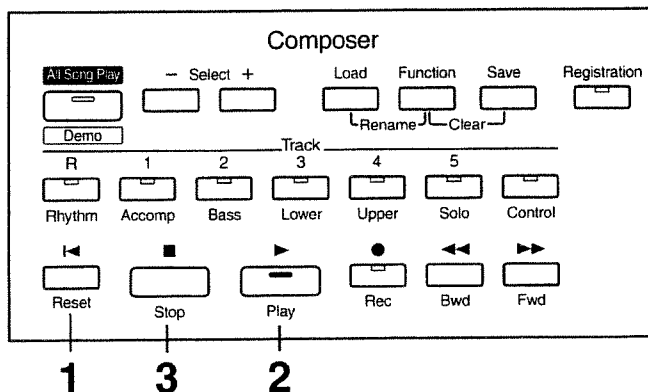 Composer
All Song Play
− Select +
Load Function Save Registration
Demo
Rename Clear
Track
R 1 2 3 4 5
Rhythm Accomp Bass Lower Upper Solo Control
Reset Stop Play Rec Bwd Fwd
1 3 2